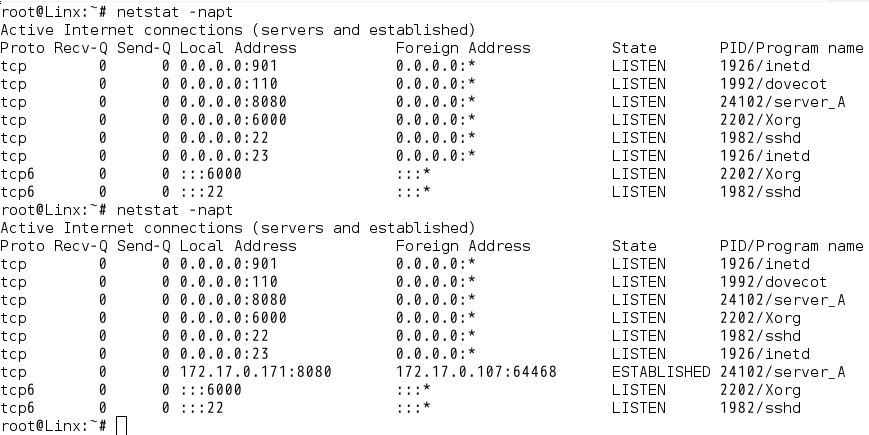 root@Linx:~# netstat -napt
Active Internet connections (servers and established)
Proto Recv-Q Send-Q Local Address           Foreign Address         State       PID/Program name
tcp        0      0 0.0.0.0:901             0.0.0.0:*               LISTEN      1926/inetd
tcp        0      0 0.0.0.0:110             0.0.0.0:*               LISTEN      1992/dovecot
tcp        0      0 0.0.0.0:8080            0.0.0.0:*               LISTEN      24102/server_A
tcp        0      0 0.0.0.0:6000            0.0.0.0:*               LISTEN      2202/Xorg
tcp        0      0 0.0.0.0:22              0.0.0.0:*               LISTEN      1982/sshd
tcp        0      0 0.0.0.0:23              0.0.0.0:*               LISTEN      1926/inetd
tcp6       0      0 :::6000                 :::*                    LISTEN      2202/Xorg
tcp6       0      0 :::22                   :::*                    LISTEN      1982/sshd
root@Linx:~# netstat -napt
Active Internet connections (servers and established)
Proto Recv-Q Send-Q Local Address           Foreign Address         State       PID/Program name
tcp        0      0 0.0.0.0:901             0.0.0.0:*               LISTEN      1926/inetd
tcp        0      0 0.0.0.0:110             0.0.0.0:*               LISTEN      1992/dovecot
tcp        0      0 0.0.0.0:8080            0.0.0.0:*               LISTEN      24102/server_A
tcp        0      0 0.0.0.0:6000            0.0.0.0:*               LISTEN      2202/Xorg
tcp        0      0 0.0.0.0:22              0.0.0.0:*               LISTEN      1982/sshd
tcp        0      0 0.0.0.0:23              0.0.0.0:*               LISTEN      1926/inetd
tcp        0      0 172.17.0.171:8080       172.17.0.107:64468      ESTABLISHED 24102/server_A
tcp6       0      0 :::6000                 :::*                    LISTEN      2202/Xorg
tcp6       0      0 :::22                   :::*                    LISTEN      1982/sshd
root@Linx:~#